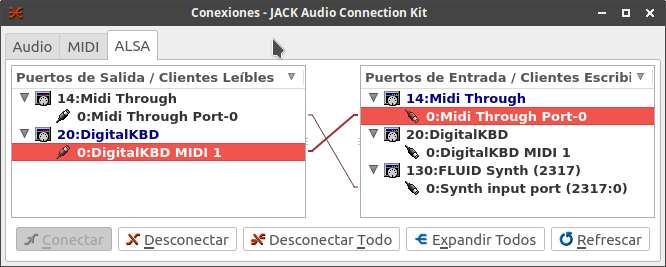 Conexiones - JACK Audio Connection Kit
Audio MIDI ALSA
Puertos de Salida / Clientes Leíbles
14:Midi Through
0:Midi Through Port-0
20:DigitalKBD
0:DigitalKBD MIDI 1
Puertos de Entrada / Clientes Escribi
14:Midi Through
0:Midi Through Port-0
20:DigitalKBD
0:DigitalKBD MIDI 1
130:FLUID Synth (2317)
0:Synth input port (2317:0)
Conectar Desconectar Desconectar Todo Expandir Todos Refrescar